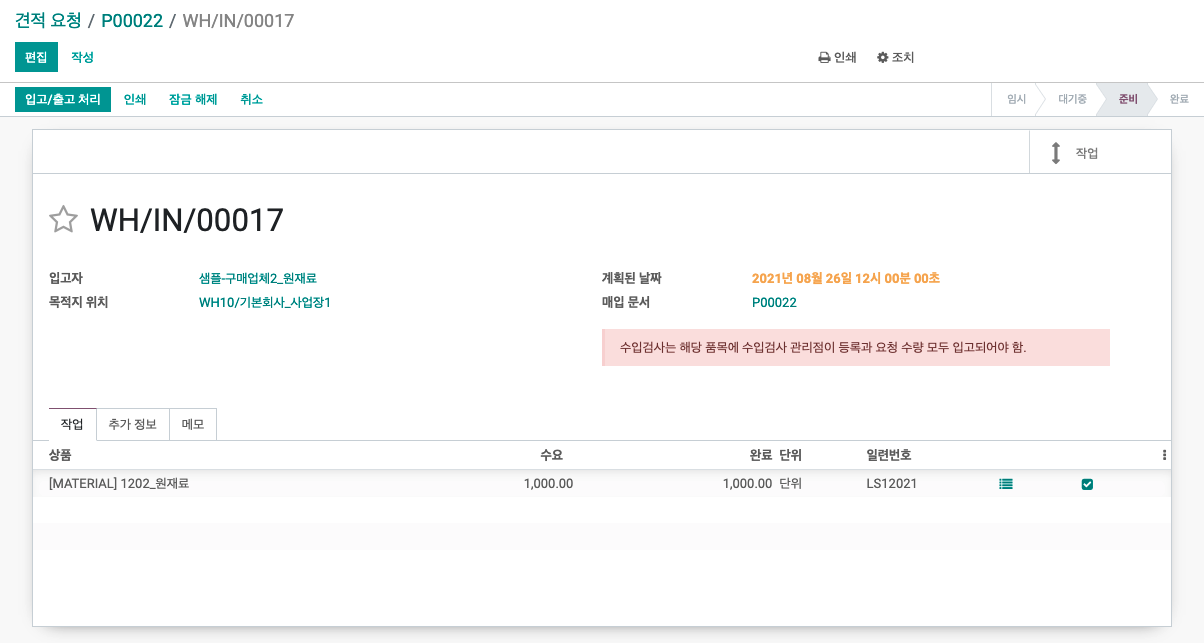 견적 요청 / P00022 / WH/IN/00017
편집 작성 인쇄 조치
입고/출고 처리 인쇄 잠금 해제 취소 임시 대기중 준비 완료
작업
WH/IN/00017
입고자 샘플-구매업체2_원재료 계획된 날짜 2021년 08월 26일 12시 00분 00초
목적지 위치 WH10/기본회사_사업장1 매입 문서 P00022
수입검사는 해당 품목에 수입검사 관리점이 등록과 요청 수량 모두 입고되어야 함.
작업 추가 정보 메모
상품 수요 완료 단위 일련번호
[MATERIAL] 1202_원재료 1,000.00 1,000.00 단위 LS12021